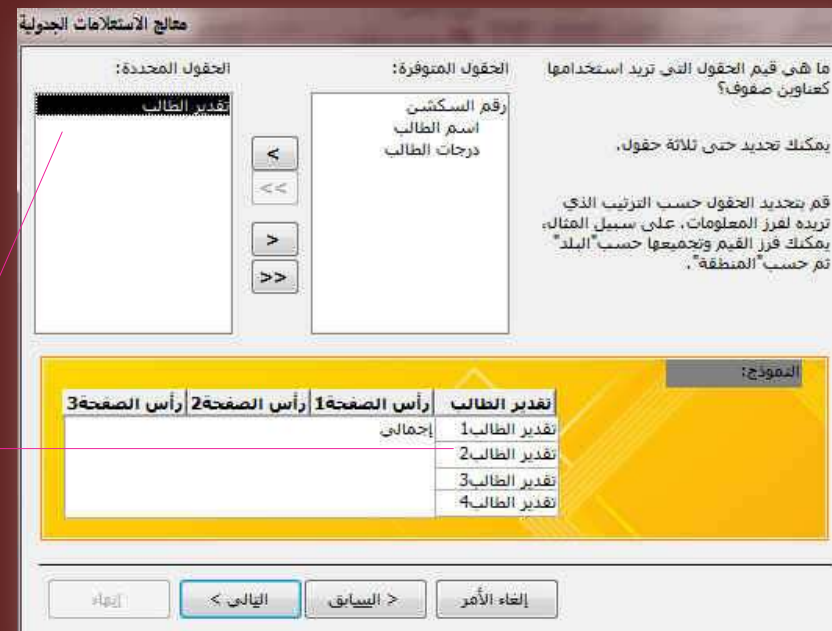 معالج الاستعلامات الجدولية
ما هي قيم الحقول التي تريد استخدامها
كعناوين صفوف؟
يمكنك تحديد حتى ثلاثة حقول.
قم بتحديد الحقول حسب الترتيب الذي
تريده لفرز المعلومات. على سبيل المثال،
يمكنك فرز القيم وتجميعها حسب"البلد"
ثم حسب"المنطقة".
الحقول المتوفرة:
رقم السكشن
اسم الطالب
درجات الطالب
>
>>
<
<<
الحقول المحددة:
تقدير الطالب
النموذج:
تقدير الطالب رأس الصفحة1 رأس الصفحة2 رأس الصفحة3
تقدير الطالب1 إجمالي
تقدير الطالب2
تقدير الطالب3
تقدير الطالب4
إلغاء الأمر
< السابق
التالي >
إنهاء